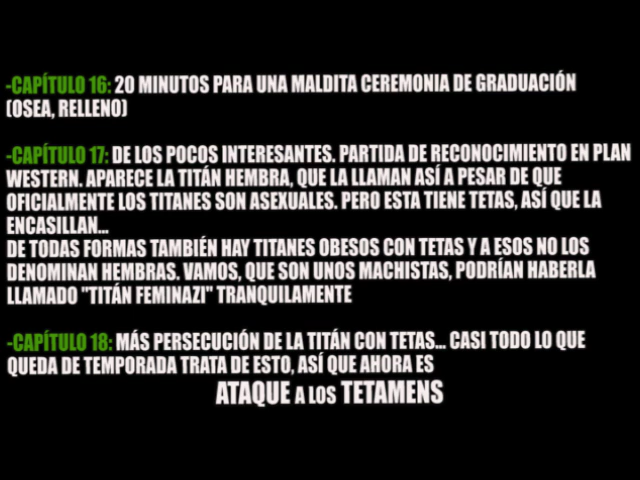 -CAPÍTULO 16: 20 MINUTOS PARA UNA MALDITA CEREMONIA DE GRADUACIÓN
(OSEA, RELLENO)
-CAPÍTULO 17: DE LOS POCOS INTERESANTES. PARTIDA DE RECONOCIMIENTO EN PLAN
WESTERN. APARECE LA TITÁN HEMBRA, QUE LA LLAMAN ASÍ A PESAR DE QUE
OFICIALMENTE LOS TITANES SON ASEXUALES. PERO ESTA TIENE TETAS, ASÍ QUE LA
ENCASILLAN...
DE TODAS FORMAS TAMBIÉN HAY TITANES OBESOS CON TETAS Y A ESOS NO LOS
DENOMINAN HEMBRAS. VAMOS, QUE SON UNOS MACHISTAS, PODRÍAN HABERLA
LLAMADO "TITÁN FEMINAZI" TRANQUILAMENTE
-CAPÍTULO 18: MÁS PERSECUCIÓN DE LA TITÁN CON TETAS... CASI TODO LO QUE
QUEDA DE TEMPORADA TRATA DE ESTO, ASÍ QUE AHORA ES
ATAQUE A LOS TETAMENS